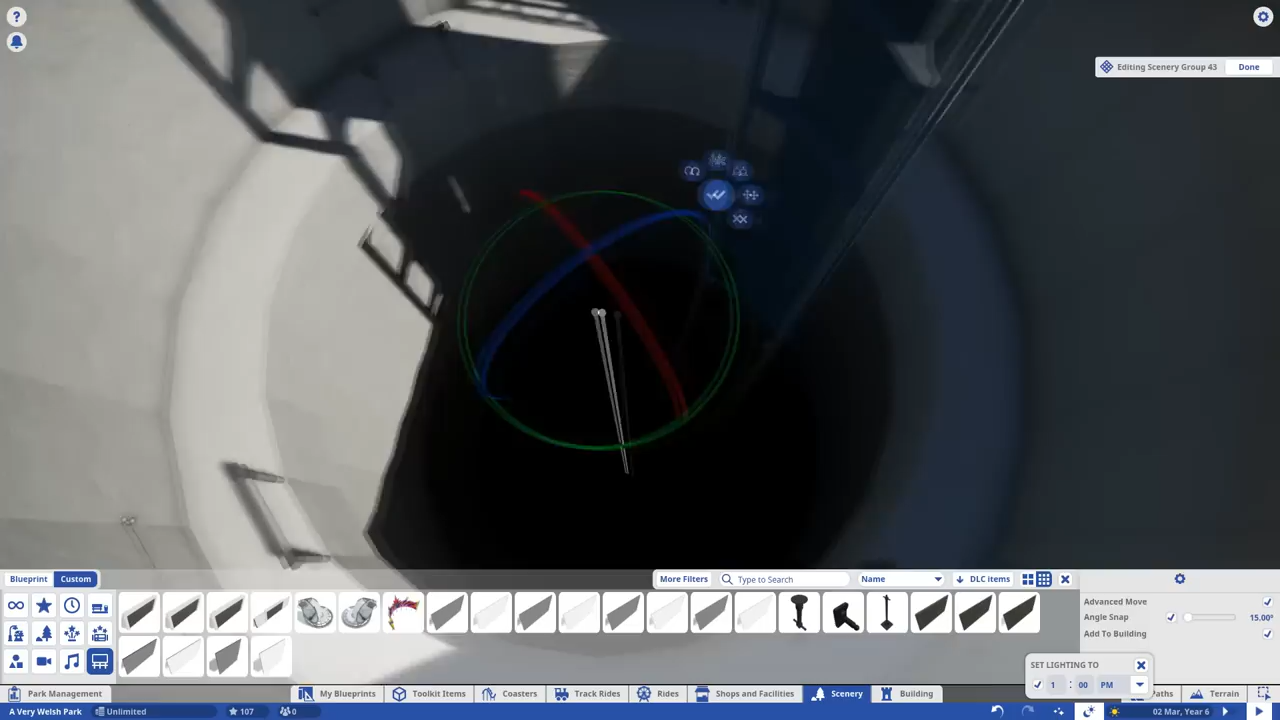 ?
Editing Scenery Group 43 Done
Blueprint Custom More Filters Type to Search Name DLC items
Advanced Move
Angle Snap 15.00°
Add To Building
SET LIGHTING TO
1 : 00 PM
Park Management My Blueprints Toolkit Items Coasters Track Rides Rides Shops and Facilities Scenery Building Paths Terrain
A Very Welsh Park Unlimited 107 0 02 Mar, Year 6